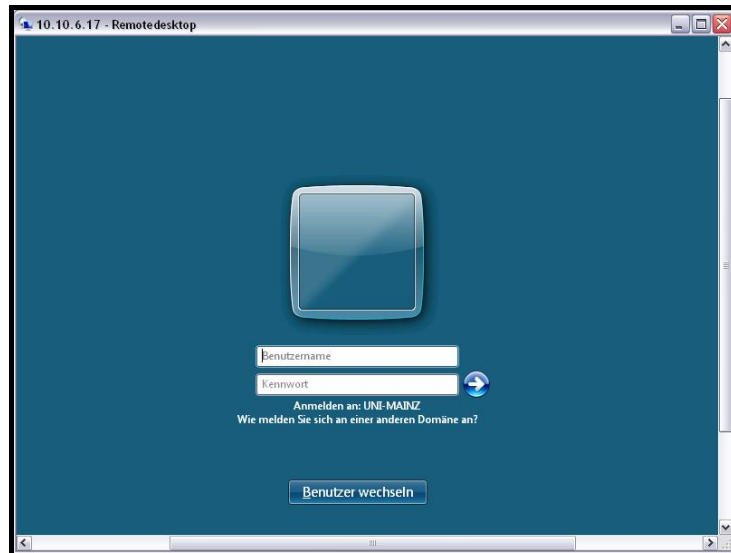 10.10.6.17 - Remotedesktop
Benutzername
Kennwort
Anmelden an: UNI-MAINZ
Wie melden Sie sich an einer anderen Domäne an?
Benutzer wechseln